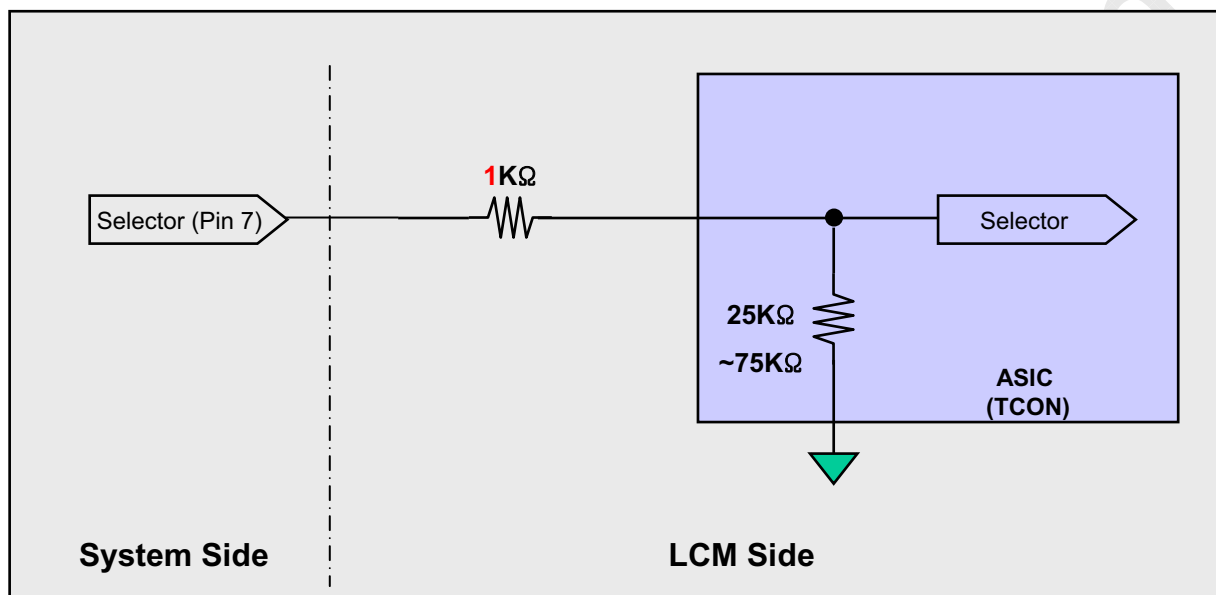 1KΩ
Selector (Pin 7)
Selector
25KΩ
~75KΩ
ASIC
(TCON)
System Side
LCM Side